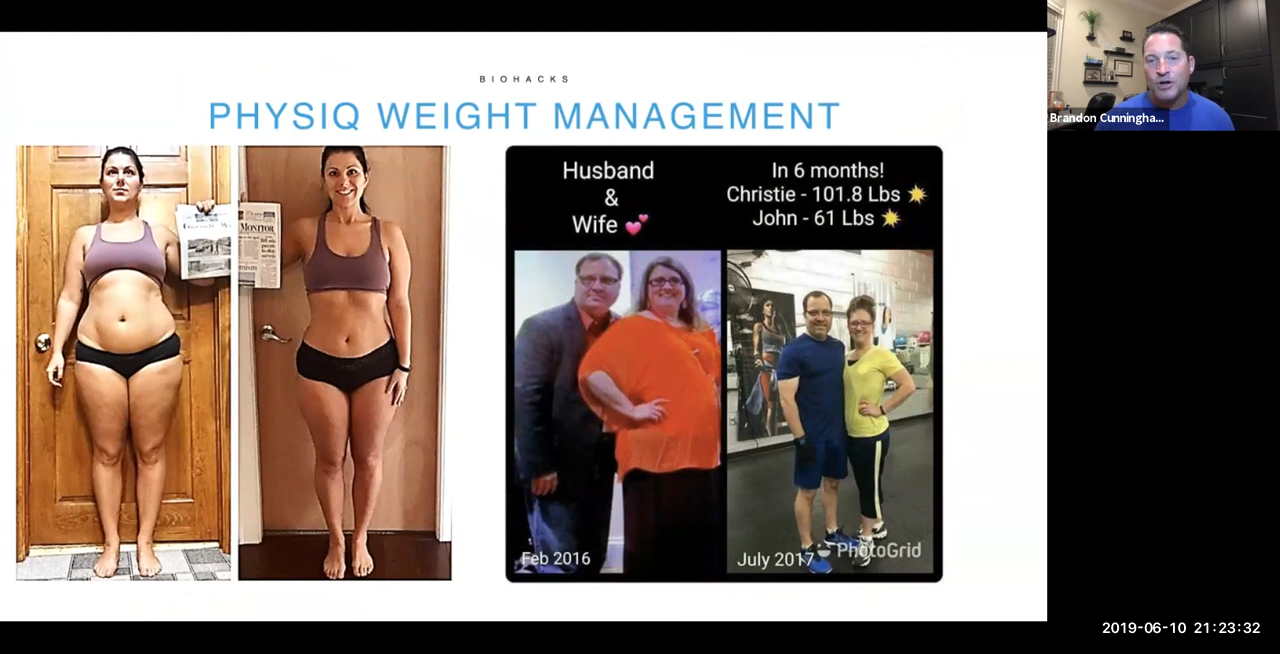 BIOHACKS
PHYSIQ WEIGHT MANAGEMENT
MONITOR
Husband
&
Wife 💕
In 6 months!
Christie - 101.8 Lbs 💥
John - 61 Lbs 💥
Feb 2016
July 2017
PhotoGrid
Brandon Cunningha...
2019-06-10 21:23:32